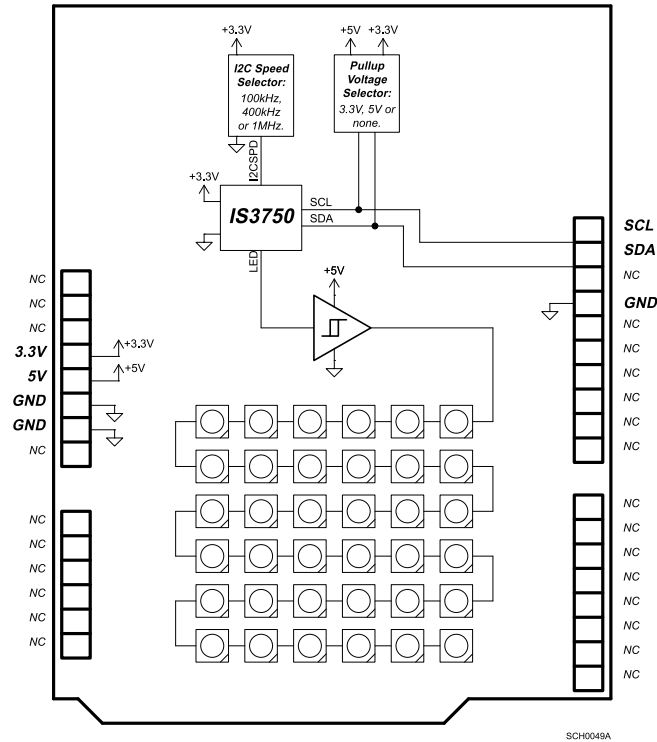 +3.3V
I2C Speed
Selector:
100kHz,
400kHz
or 1MHz.
+5V +3.3V
Pullup
Voltage
Selector:
3.3V, 5V or
none.
I2CSPD
+3.3V
IS3750
SCL
SDA
LED
+5V
NC
NC
NC
3.3V
+3.3V
5V
+5V
GND
GND
NC
NC
NC
NC
NC
NC
NC
SCL
SDA
NC
GND
NC
NC
NC
NC
NC
NC
NC
NC
NC
NC
NC
NC
NC
NC
SCH0049A